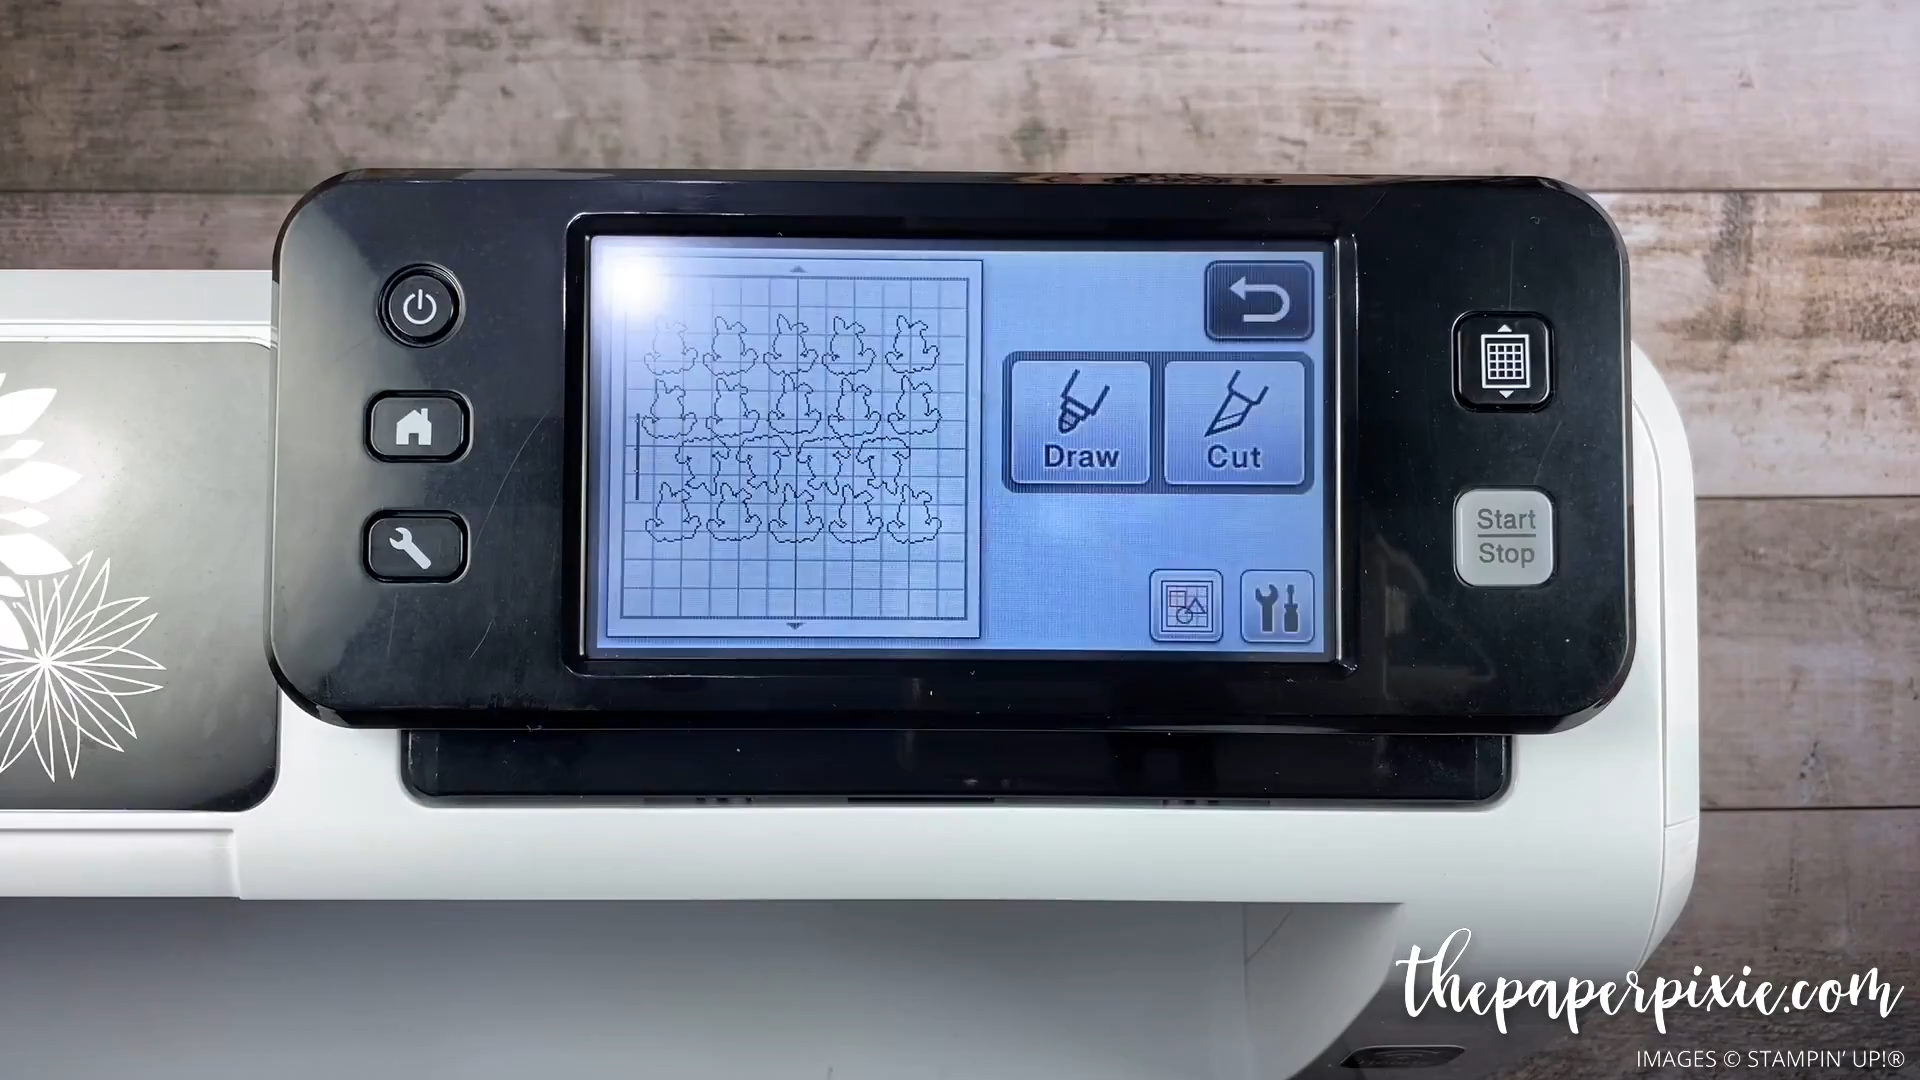 Draw
Cut
Start
Stop
thepaperpixie.com
IMAGES © STAMPIN' UP!®